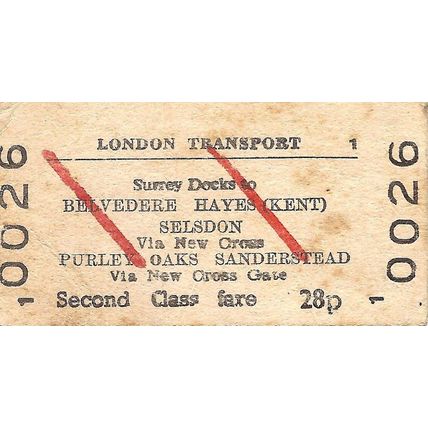 LONDON TRANSPORT 1
Surrey Docks to
BELVEDERE HAYES (KENT)
SELSDON
Via New Cross
PURLEY OAKS SANDERSTEAD
Via New Cross Gate
Second Class fare 28p
10026
10026